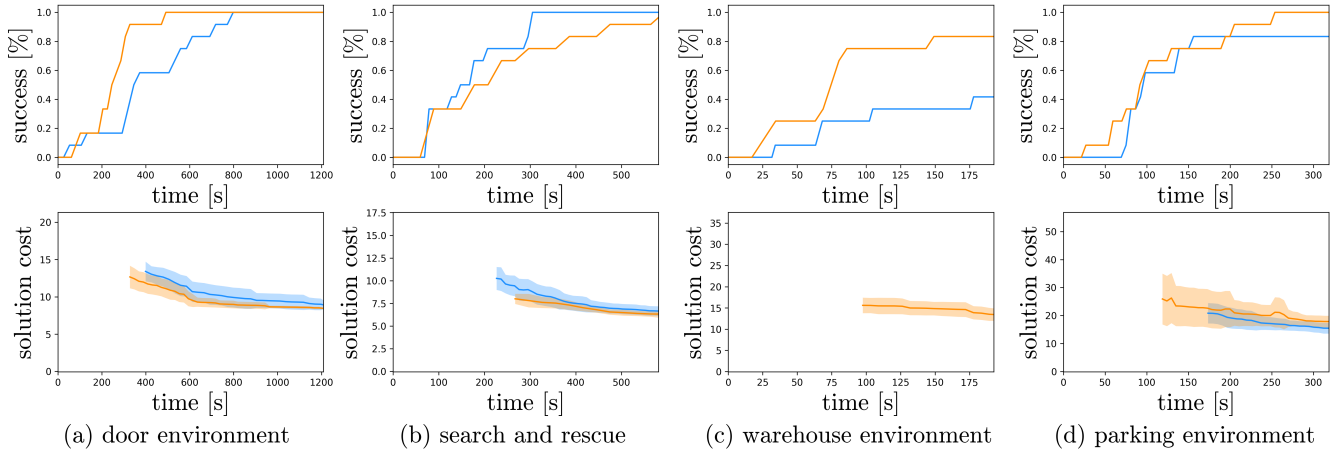 success [%]
1.0
0.8
0.6
0.4
0.2
0.0
0 200 400 600 800 1000 1200
time [s]
success [%]
1.0
0.8
0.6
0.4
0.2
0.0
0 100 200 300 400 500
time [s]
success [%]
1.0
0.8
0.6
0.4
0.2
0.0
0 25 50 75 100 125 150 175
time [s]
success [%]
1.0
0.8
0.6
0.4
0.2
0.0
0 50 100 150 200 250 300
time [s]
solution cost
20
15
10
5
0
0 200 400 600 800 1000 1200
time [s]
solution cost
17.5
15.0
12.5
10.0
7.5
5.0
2.5
0.0
0 100 200 300 400 500
time [s]
solution cost
35
30
25
20
15
10
5
0
0 25 50 75 100 125 150 175
time [s]
solution cost
50
40
30
20
10
0
0 50 100 150 200 250 300
time [s]
(a) door environment
(b) search and rescue
(c) warehouse environment
(d) parking environment